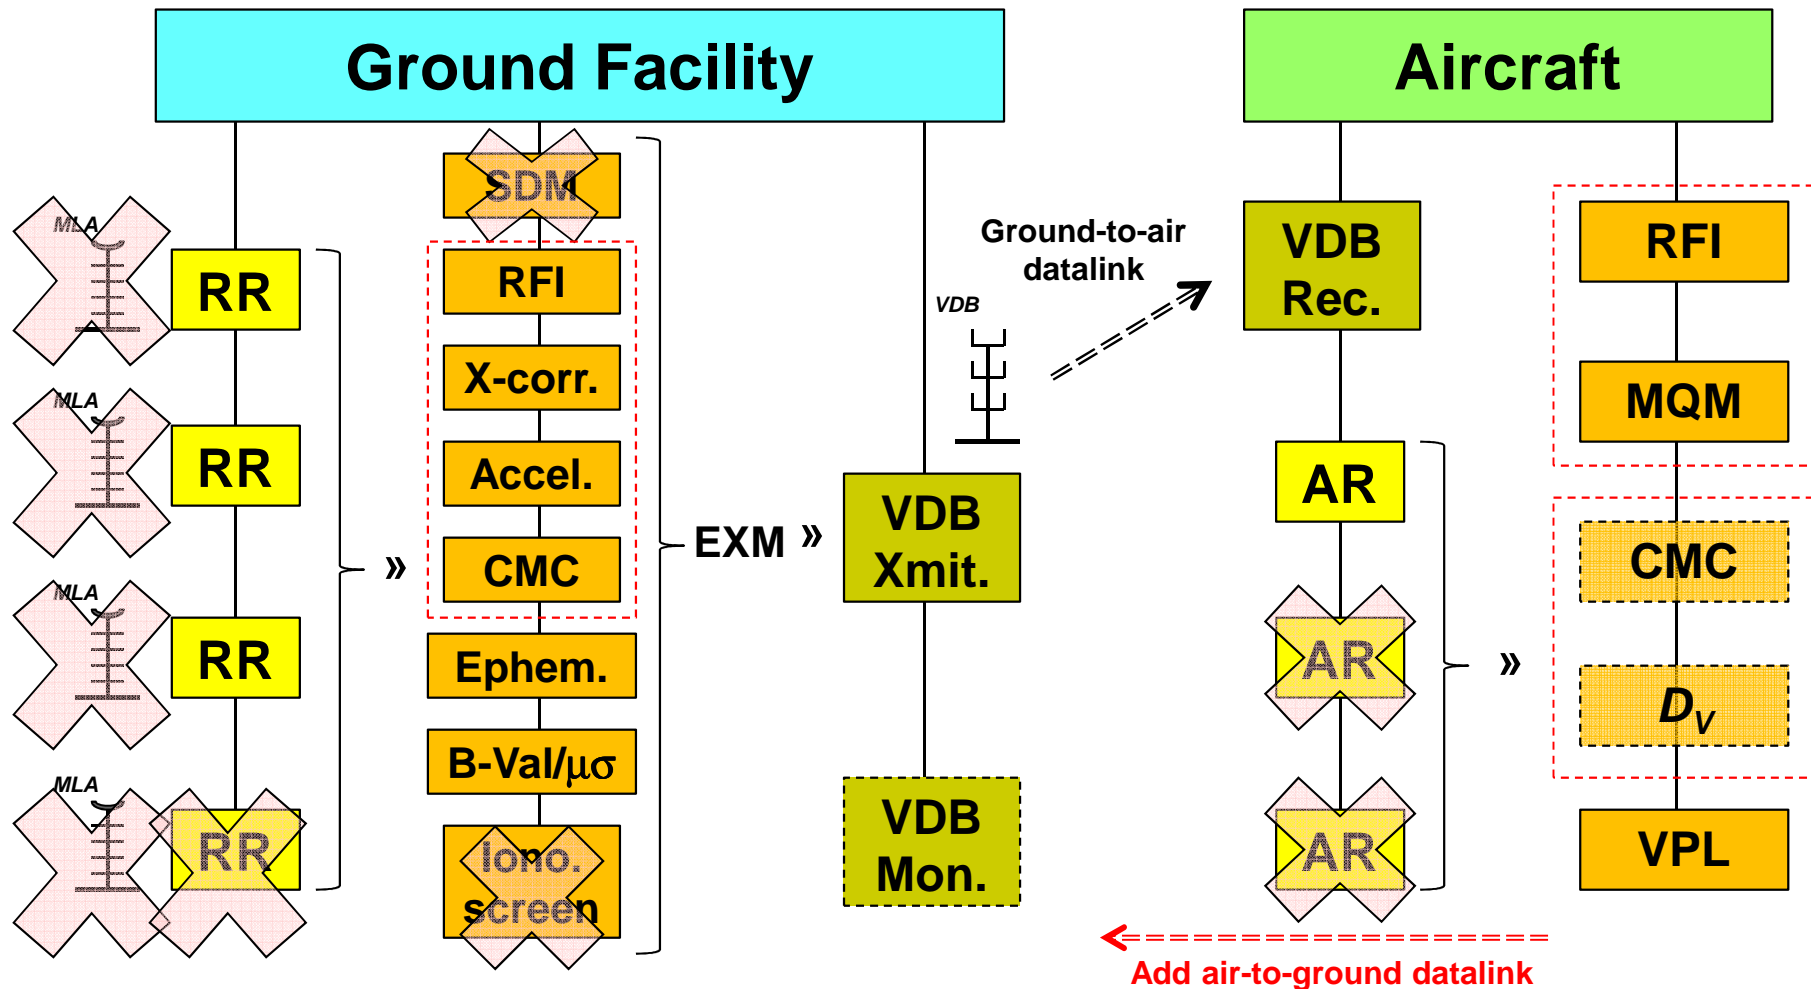 Ground Facility
Aircraft
MLA
RR
MLA
RR
MLA
RR
MLA
RR
»
SDM
RFI
X-corr.
Accel.
CMC
Ephem.
B-Val/μσ
Iono.
screen
EXM »
VDB
VDB
Xmit.
VDB
Mon.
Ground-to-air
datalink
VDB
Rec.
AR
AR
AR
»
RFI
MQM
CMC
DV
VPL
Add air-to-ground datalink